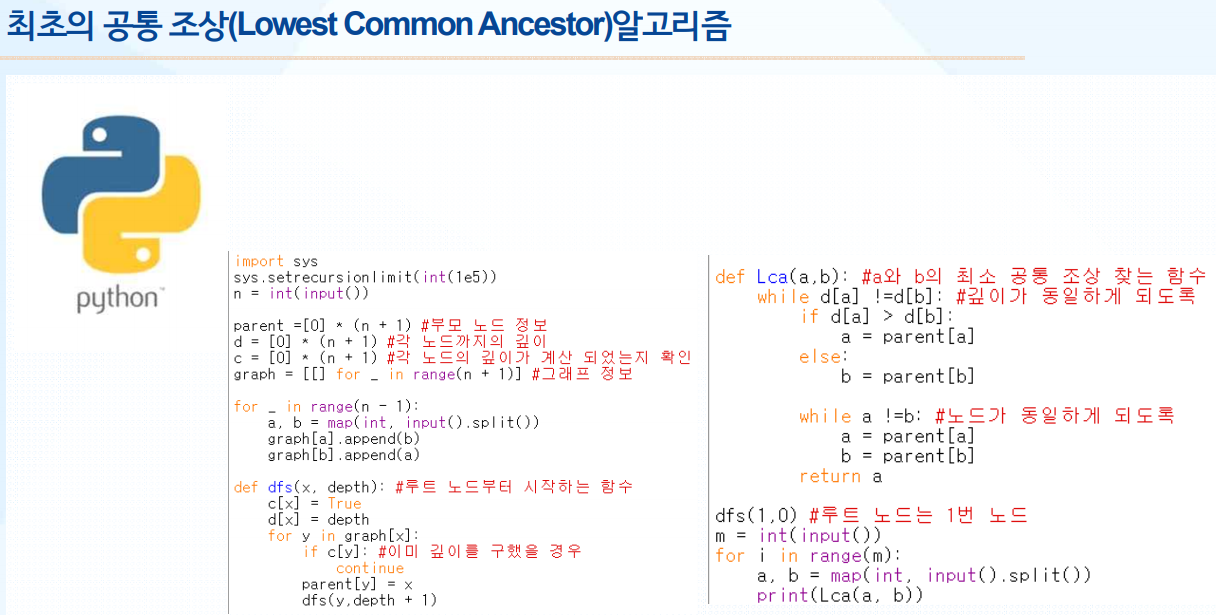 최초의 공통 조상(Lowest Common Ancestor)알고리즘
python™
import sys
sys.setrecursionlimit(int(1e5))
n = int(input())

parent =[0] * (n + 1) #부모 노드 정보
d = [0] * (n + 1) #각 노드까지의 깊이
c = [0] * (n + 1) #각 노드의 깊이가 계산 되었는지 확인
graph = [[] for _ in range(n + 1)] #그래프 정보

for _ in range(n - 1):
    a, b = map(int, input().split())
    graph[a].append(b)
    graph[b].append(a)

def dfs(x, depth): #루트 노드부터 시작하는 함수
    c[x] = True
    d[x] = depth
    for y in graph[x]:
        if c[y]: #이미 깊이를 구했을 경우
            continue
        parent[y] = x
        dfs(y,depth + 1)
def Lca(a,b): #a와 b의 최소 공통 조상 찾는 함수
    while d[a] !=d[b]: #깊이가 동일하게 되도록
        if d[a] > d[b]:
            a = parent[a]
        else:
            b = parent[b]

        while a !=b: #노드가 동일하게 되도록
            a = parent[a]
            b = parent[b]
        return a

dfs(1,0) #루트 노드는 1번 노드
m = int(input())
for i in range(m):
    a, b = map(int, input().split())
    print(Lca(a, b))